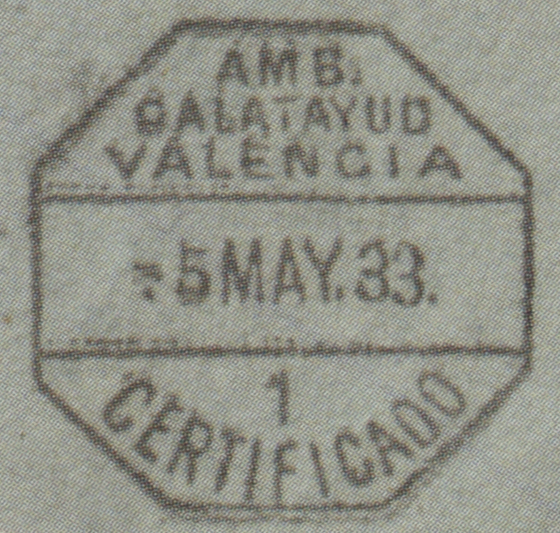 AMB.
CALATAYUD
VALENCIA
-5 MAY. 33.
1
CERTIFICADO